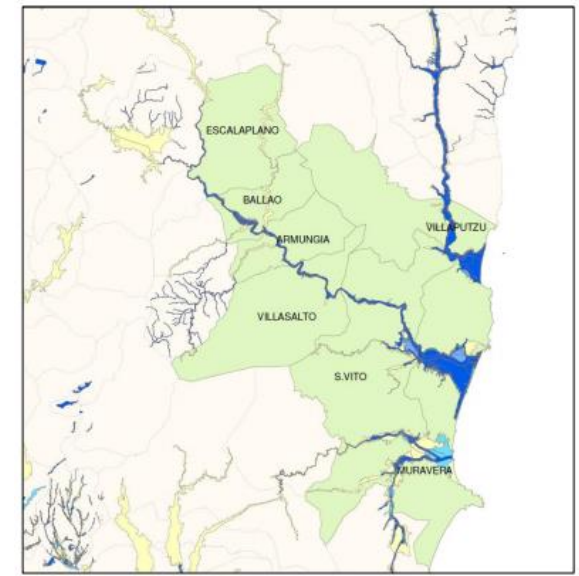 ESCALAPLANO
BALLAO
VILLAPUTZU
ARMUNGIA
VILLASALTO
S.VITO
MURAVERA